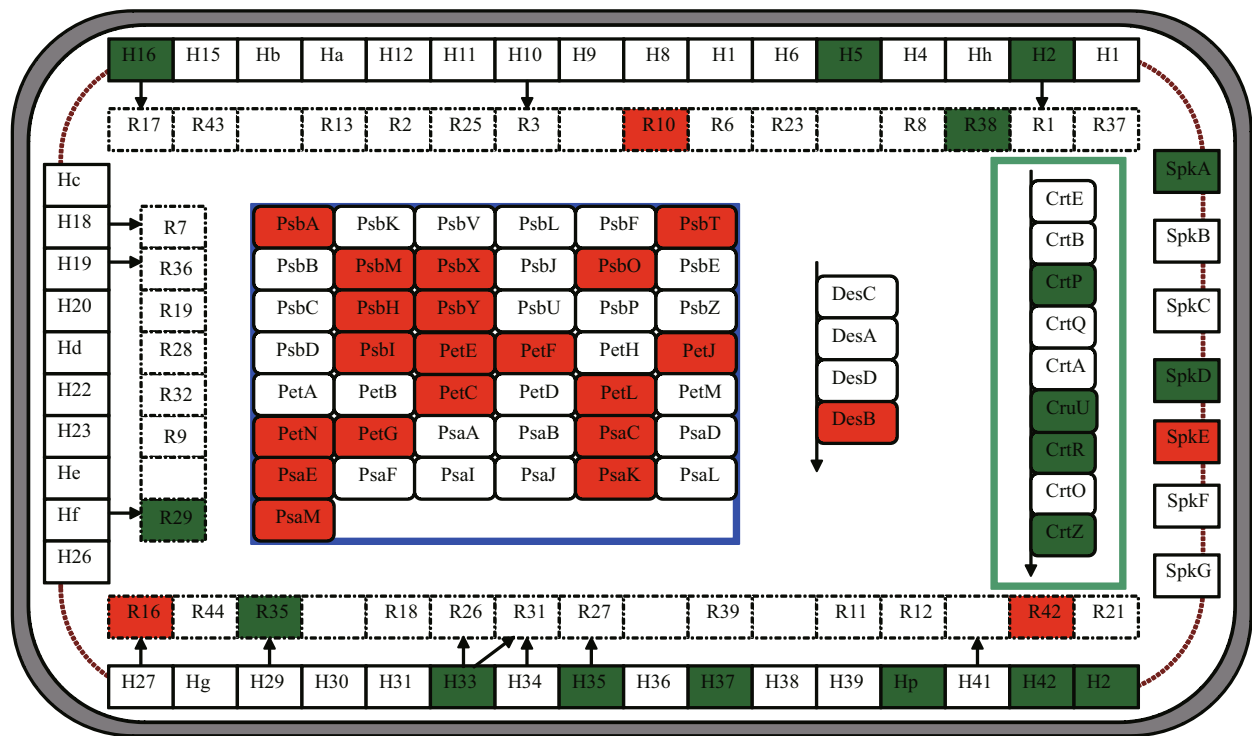 H16 H15 Hb Ha H12 H11 H10 H9 H8 H1 H6 H5 H4 Hh H2 H1
R17 R43 R13 R2 R25 R3 R10 R6 R23 R8 R38 R1 R37
Hc
H18
H19
H20
Hd
H22
H23
He
Hf
H26
R7
R36
R19
R28
R32
R9
R29
PsbA PsbK PsbV PsbL PsbF PsbT
PsbB PsbM PsbX PsbJ PsbO PsbE
PsbC PsbH PsbY PsbU PsbP PsbZ
PsbD PsbI PetE PetF PetH PetJ
PetA PetB PetC PetD PetL PetM
PetN PetG PsaA PsaB PsaC PsaD
PsaE PsaF PsaI PsaJ PsaK PsaL
PsaM
DesC
DesA
DesD
DesB
CrtE
CrtB
CrtP
CrtQ
CrtA
CruU
CrtR
CrtO
CrtZ
SpkA
SpkB
SpkC
SpkD
SpkE
SpkF
SpkG
R16 R44 R35 R18 R26 R31 R27 R39 R11 R12 R42 R21
H27 Hg H29 H30 H31 H33 H34 H35 H36 H37 H38 H39 Hp H41 H42 H2